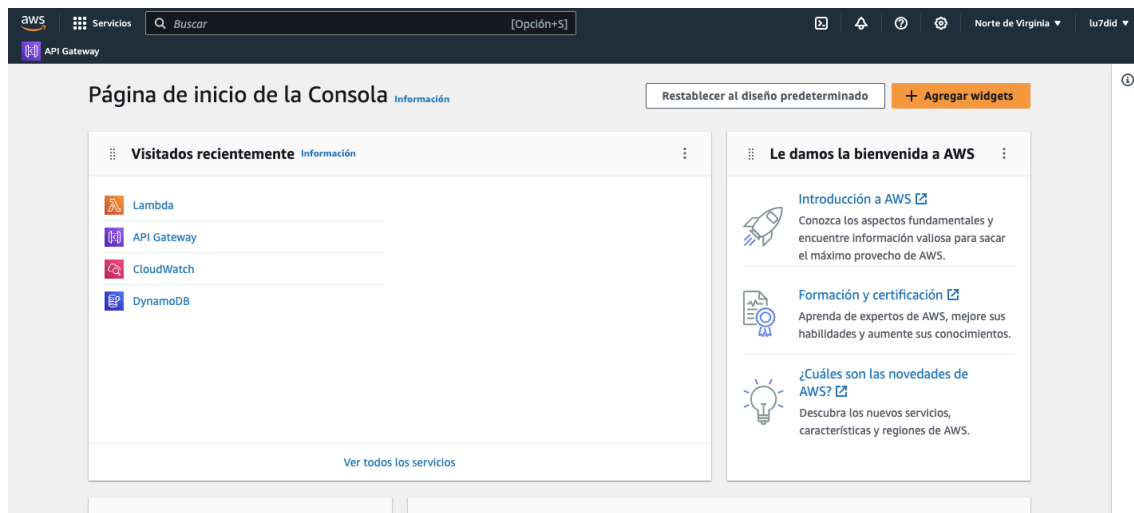 aws
Servicios
Buscar
[Opción+S]
Norte de Virginia
lu7did
API Gateway
Página de inicio de la Consola Información
Restablecer al diseño predeterminado
+ Agregar widgets
Visitados recientemente Información
Lambda
API Gateway
CloudWatch
DynamoDB
Ver todos los servicios
Le damos la bienvenida a AWS
Introducción a AWS
Conozca los aspectos fundamentales y
encuentre información valiosa para sacar
el máximo provecho de AWS.
Formación y certificación
Aprenda de expertos de AWS, mejore sus
habilidades y aumente sus conocimientos.
¿Cuáles son las novedades de
AWS?
Descubra los nuevos servicios,
características y regiones de AWS.